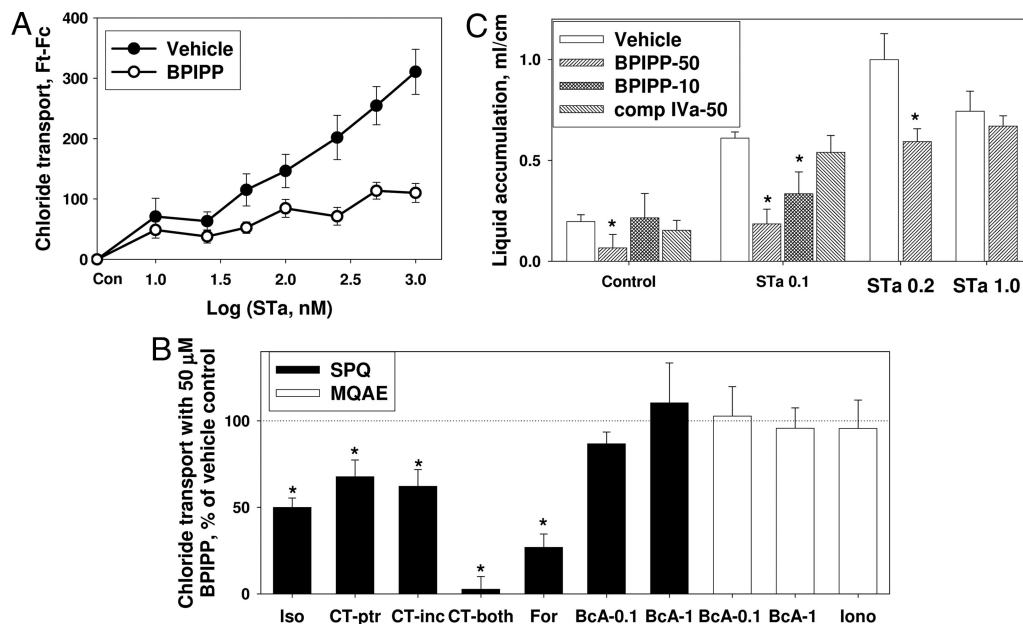 A
Chloride transport, Ft-Fc
400
300
200
100
0
Vehicle
BPIPP
Con 1.0 1.5 2.0 2.5 3.0
Log (STa, nM)
C
Liquid accumulation, ml/cm
1.0
0.5
0.0
Vehicle
BPIPP-50
BPIPP-10
comp IVa-50
* * * *
Control STa 0.1 STa 0.2 STa 1.0
B
Chloride transport with 50 μM
BPIPP, % of vehicle control
100
50
0
SPQ
MQAE
* * * * *
Iso CT-ptr CT-inc CT-both For BcA-0.1 BcA-1 BcA-0.1 BcA-1 Iono